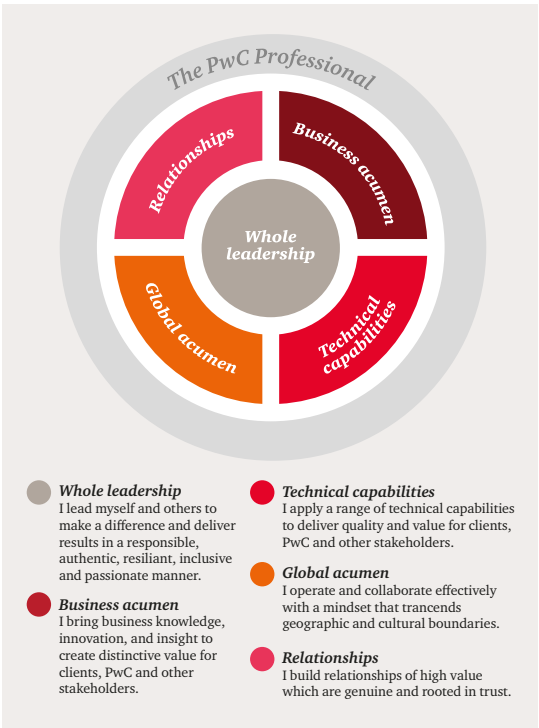 The PwC Professional
Relationships
Business acumen
Whole
leadership
Global acumen
Technical
capabilities
Whole leadership
I lead myself and others to
make a difference and deliver
results in a responsible,
authentic, resiliant, inclusive
and passionate manner.
Business acumen
I bring business knowledge,
innovation, and insight to
create distinctive value for
clients, PwC and other
stakeholders.
Technical capabilities
I apply a range of technical capabilities
to deliver quality and value for clients,
PwC and other stakeholders.
Global acumen
I operate and collaborate effectively
with a mindset that trancends
geographic and cultural boundaries.
Relationships
I build relationships of high value
which are genuine and rooted in trust.